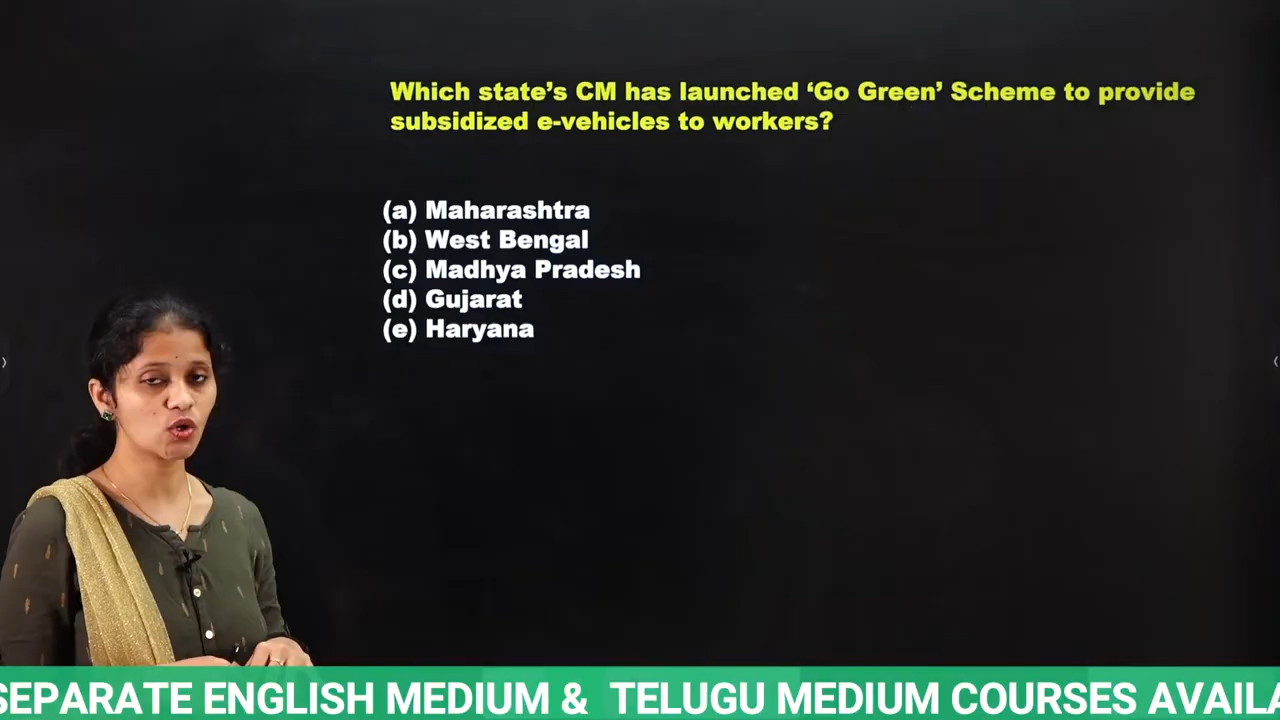 Which state’s CM has launched ‘Go Green’ Scheme to provide
subsidized e-vehicles to workers?
(a) Maharashtra
(b) West Bengal
(c) Madhya Pradesh
(d) Gujarat
(e) Haryana
SEPARATE ENGLISH MEDIUM & TELUGU MEDIUM COURSES AVAILA